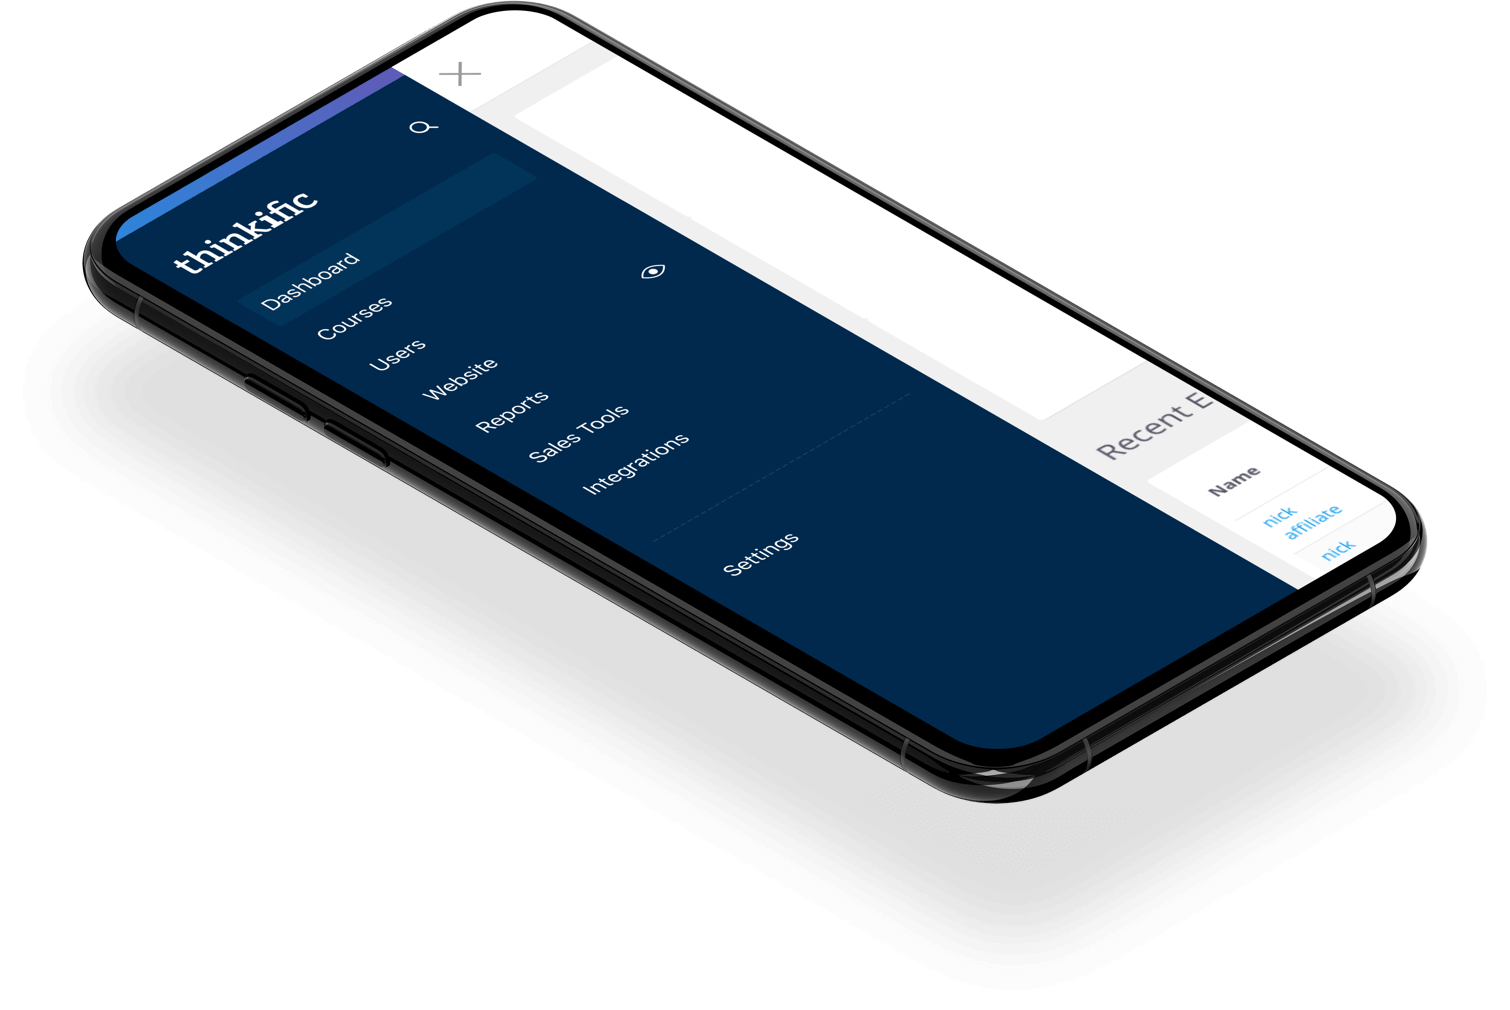 thinkific
Dashboard
Courses
Users
Website
Reports
Sales Tools
Integrations
Settings
Recent E
Name
nick
affiliate
nick